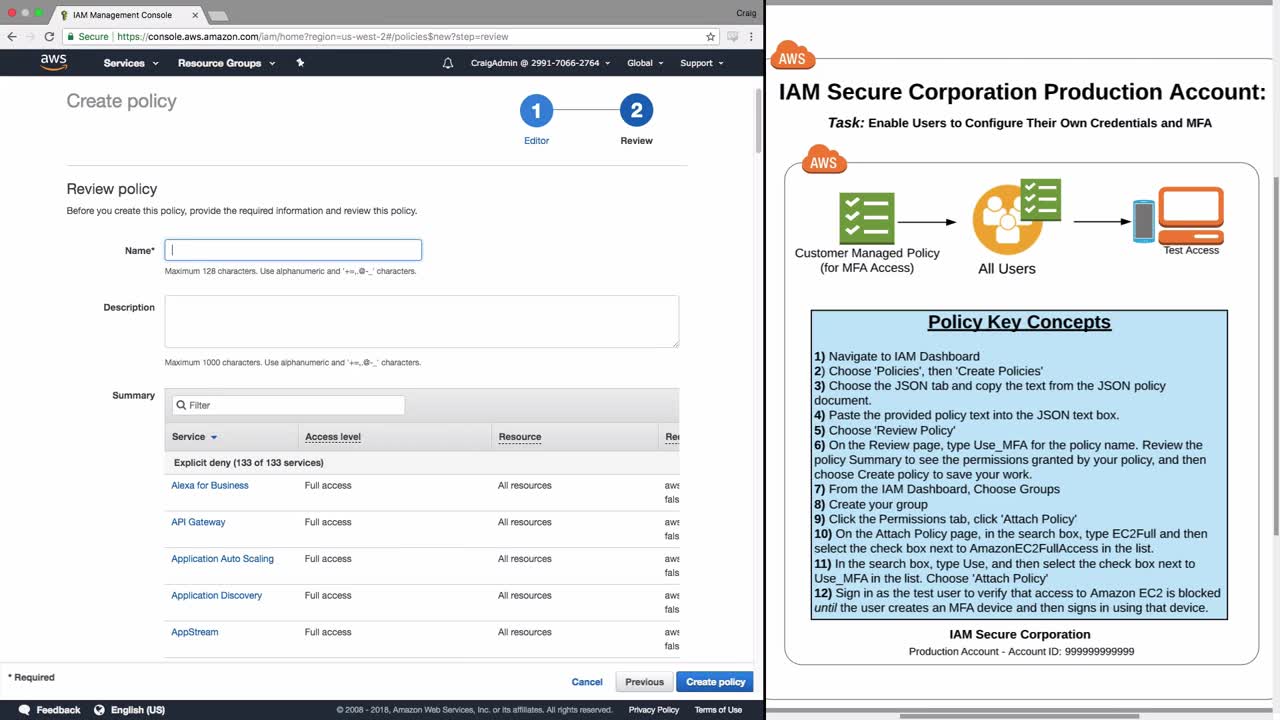 IAM Management Console
Craig
Secure | https://console.aws.amazon.com/iam/home?region=us-west-2#/policies$new?step=review
aws
Services
Resource Groups
CraigAdmin @ 2991-7066-2764
Global
Support
Create policy
1
2
Editor
Review
Review policy
Before you create this policy, provide the required information and review this policy.
Name*
Maximum 128 characters. Use alphanumeric and '+=,.@-_' characters.
Description
Maximum 1000 characters. Use alphanumeric and '+=,.@-_' characters.
Summary
Filter
Service
Access level
Resource
Rec
Explicit deny (133 of 133 services)
Alexa for Business
Full access
All resources
aws
fals
API Gateway
Full access
All resources
aws
fals
Application Auto Scaling
Full access
All resources
aws
fals
Application Discovery
Full access
All resources
aws
fals
AppStream
Full access
All resources
aws
fals
* Required
Cancel
Previous
Create policy
Feedback
English (US)
© 2008 - 2018, Amazon Web Services, Inc. or its affiliates. All rights reserved.
Privacy Policy
Terms of Use
AWS
IAM Secure Corporation Production Account:
Task: Enable Users to Configure Their Own Credentials and MFA
AWS
Customer Managed Policy
(for MFA Access)
All Users
Test Access
Policy Key Concepts
1) Navigate to IAM Dashboard
2) Choose 'Policies', then 'Create Policies'
3) Choose the JSON tab and copy the text from the JSON policy
document.
4) Paste the provided policy text into the JSON text box.
5) Choose 'Review Policy'
6) On the Review page, type Use_MFA for the policy name. Review the
policy Summary to see the permissions granted by your policy, and then
choose Create policy to save your work.
7) From the IAM Dashboard, Choose Groups
8) Create your group
9) Click the Permissions tab, click 'Attach Policy'
10) On the Attach Policy page, in the search box, type EC2Full and then
select the check box next to AmazonEC2FullAccess in the list.
11) In the search box, type Use, and then select the check box next to
Use_MFA in the list. Choose 'Attach Policy'
12) Sign in as the test user to verify that access to Amazon EC2 is blocked
until the user creates an MFA device and then signs in using that device.
IAM Secure Corporation
Production Account - Account ID: 999999999999